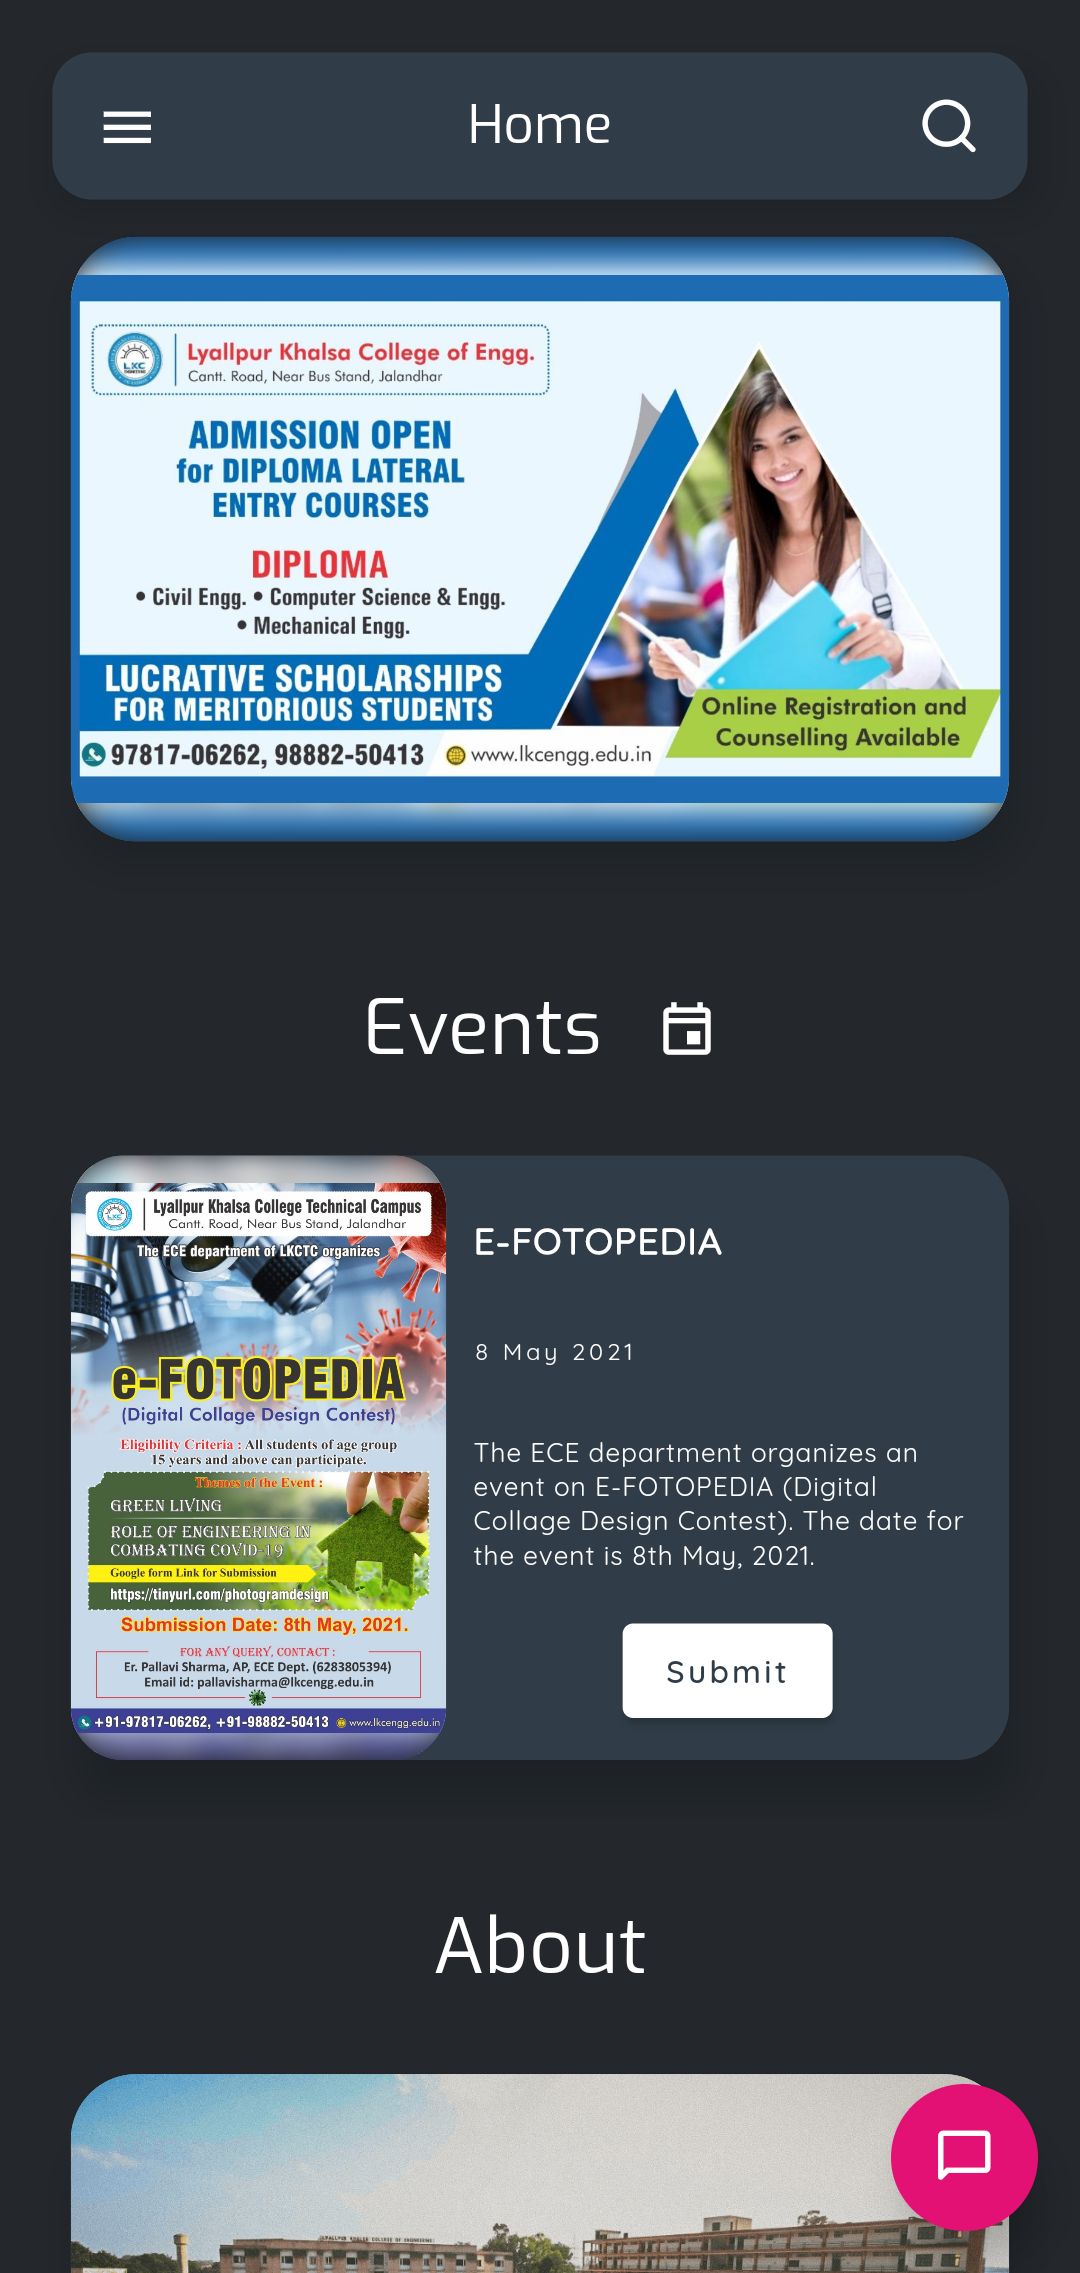 Home
LKC
Lyallpur Khalsa College of Engg.
Cantt. Road, Near Bus Stand, Jalandhar
ADMISSION OPEN
for DIPLOMA LATERAL
ENTRY COURSES
DIPLOMA
• Civil Engg. • Computer Science & Engg.
• Mechanical Engg.
LUCRATIVE SCHOLARSHIPS
FOR MERITORIOUS STUDENTS
Online Registration and
Counselling Available
97817-06262, 98882-50413 www.lkcengg.edu.in
Events
Lyallpur Khalsa College Technical Campus
Cantt. Road, Near Bus Stand, Jalandhar
The ECE department of LKCTC organizes
e-FOTOPEDIA
(Digital Collage Design Contest)
Eligibility Criteria : All students of age group
15 years and above can participate.
Themes of the Event :
GREEN LIVING
ROLE OF ENGINEERING IN
COMBATING COVID-19
Google form Link for Submission
https://tinyurl.com/photogramdesign
Submission Date: 8th May, 2021.
FOR ANY QUERY, CONTACT :
Er. Pallavi Sharma, AP, ECE Dept. (6283805394)
Email id: pallavisharma@lkcengg.edu.in
+91-97817-06262, +91-98882-50413 www.lkcengg.edu.in
E-FOTOPEDIA
8 May 2021
The ECE department organizes an
event on E-FOTOPEDIA (Digital
Collage Design Contest). The date for
the event is 8th May, 2021.
Submit
About
LYALLPUR KHALSA COLLEGE OF ENGINEERING